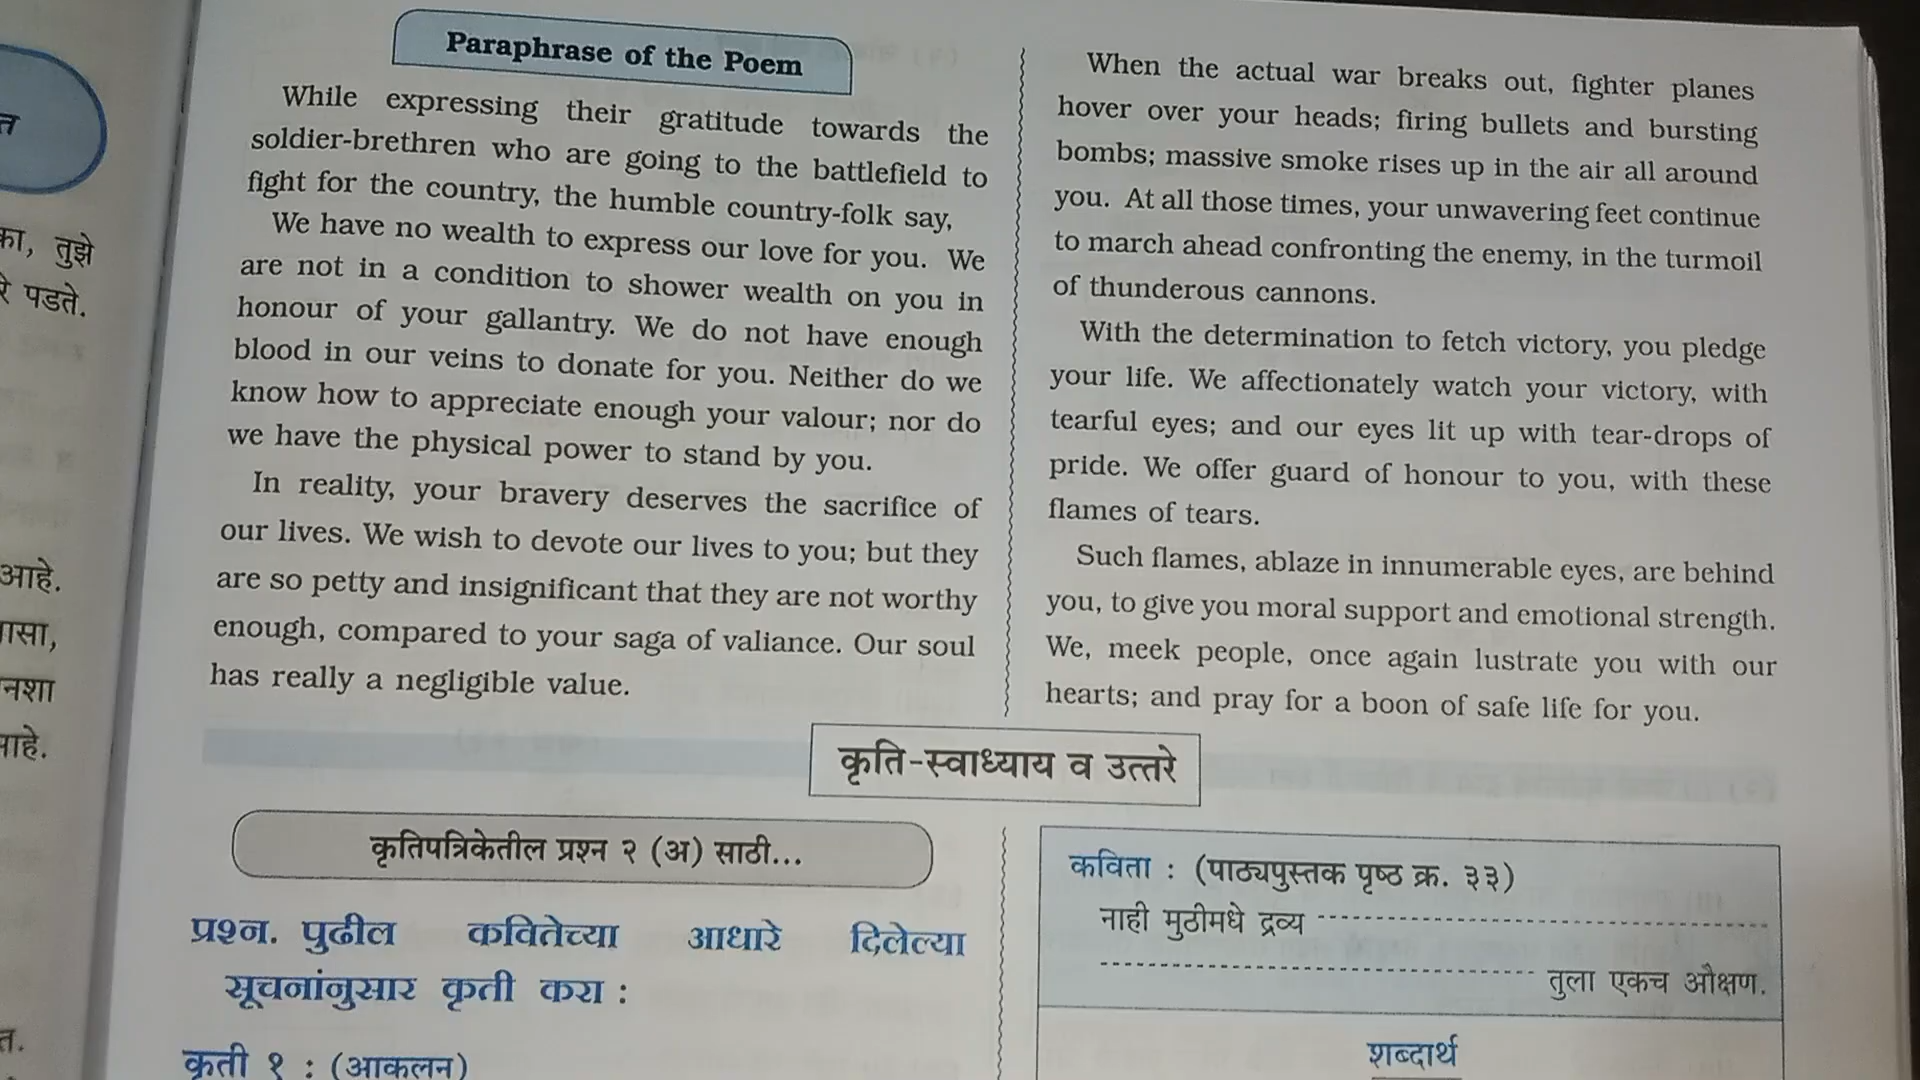 त
का, तुझे
रे पडते.
आहे.
नशा
Paraphrase of the Poem
While expressing their gratitude towards the
soldier-brethren who are going to the battlefield to
fight for the country, the humble country-folk say,
We have no wealth to express our love for you. We
are not in a condition to shower wealth on you in
honour of your gallantry. We do not have enough
blood in our veins to donate for you. Neither do we
know how to appreciate enough your valour; nor do
we have the physical power to stand by you.
In reality, your bravery deserves the sacrifice of
our lives. We wish to devote our lives to you; but they
are so petty and insignificant that they are not worthy
enough, compared to your saga of valiance. Our soul
has really a negligible value.
When the actual war breaks out, fighter planes
hover over your heads; firing bullets and bursting
bombs; massive smoke rises up in the air all around
you. At all those times, your unwavering feet continue
to march ahead confronting the enemy, in the turmoil
of thunderous cannons.
With the determination to fetch victory, you pledge
your life. We affectionately watch your victory, with
tearful eyes; and our eyes lit up with tear-drops of
pride. We offer guard of honour to you, with these
flames of tears.
Such flames, ablaze in innumerable eyes, are behind
you, to give you moral support and emotional strength.
We, meek people, once again lustrate you with our
hearts; and pray for a boon of safe life for you.
कृति-स्वाध्याय व उत्तरे
कृतिपत्रिकेतील प्रश्न २ (अ) साठी...
प्रश्न. पुढील कवितेच्या आधारे दिलेल्या
सूचनांनुसार कृती करा :
कृती १ : (आकलन)
कविता : (पाठ्यपुस्तक पृष्ठ क्र. ३३)
नाही मुठीमधे द्रव्य
तुला एकच औक्षण.
शब्दार्थ